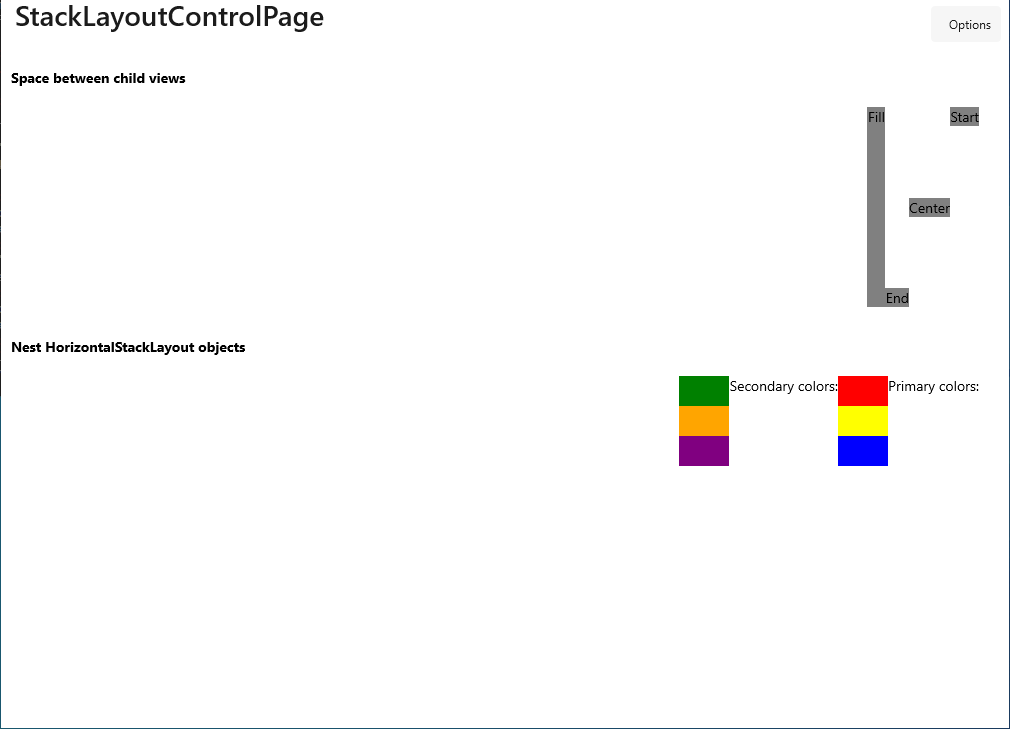 StackLayoutControlPage
Options
Space between child views
Fill
Start
Center
End
Nest HorizontalStackLayout objects
Secondary colors:
Primary colors: